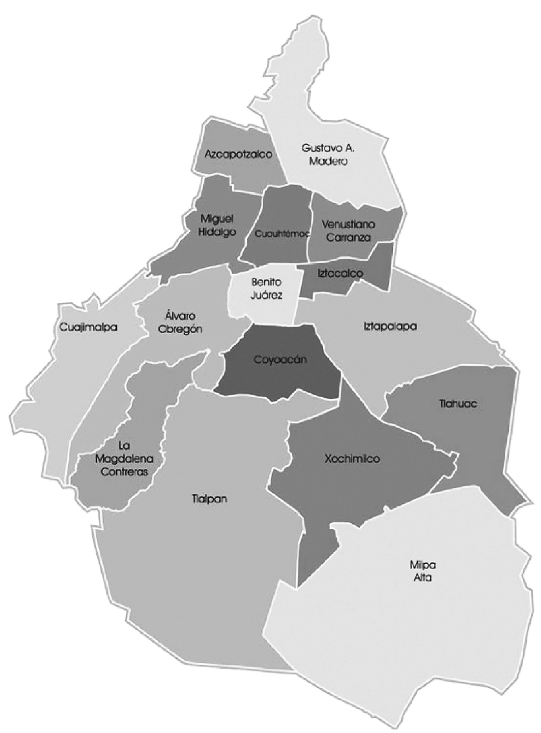 Gustavo A.
Madero
Azcapotzalco
Miguel
Hidalgo
Cuauhtémoc
Venustiano
Carranza
Iztacalco
Benito
Juárez
Cuajimalpa
Álvaro
Obregón
Iztapalapa
Coyoacán
Tlahuac
La
Magdalena
Contreras
Xochimilco
Tlalpan
Milpa
Alta